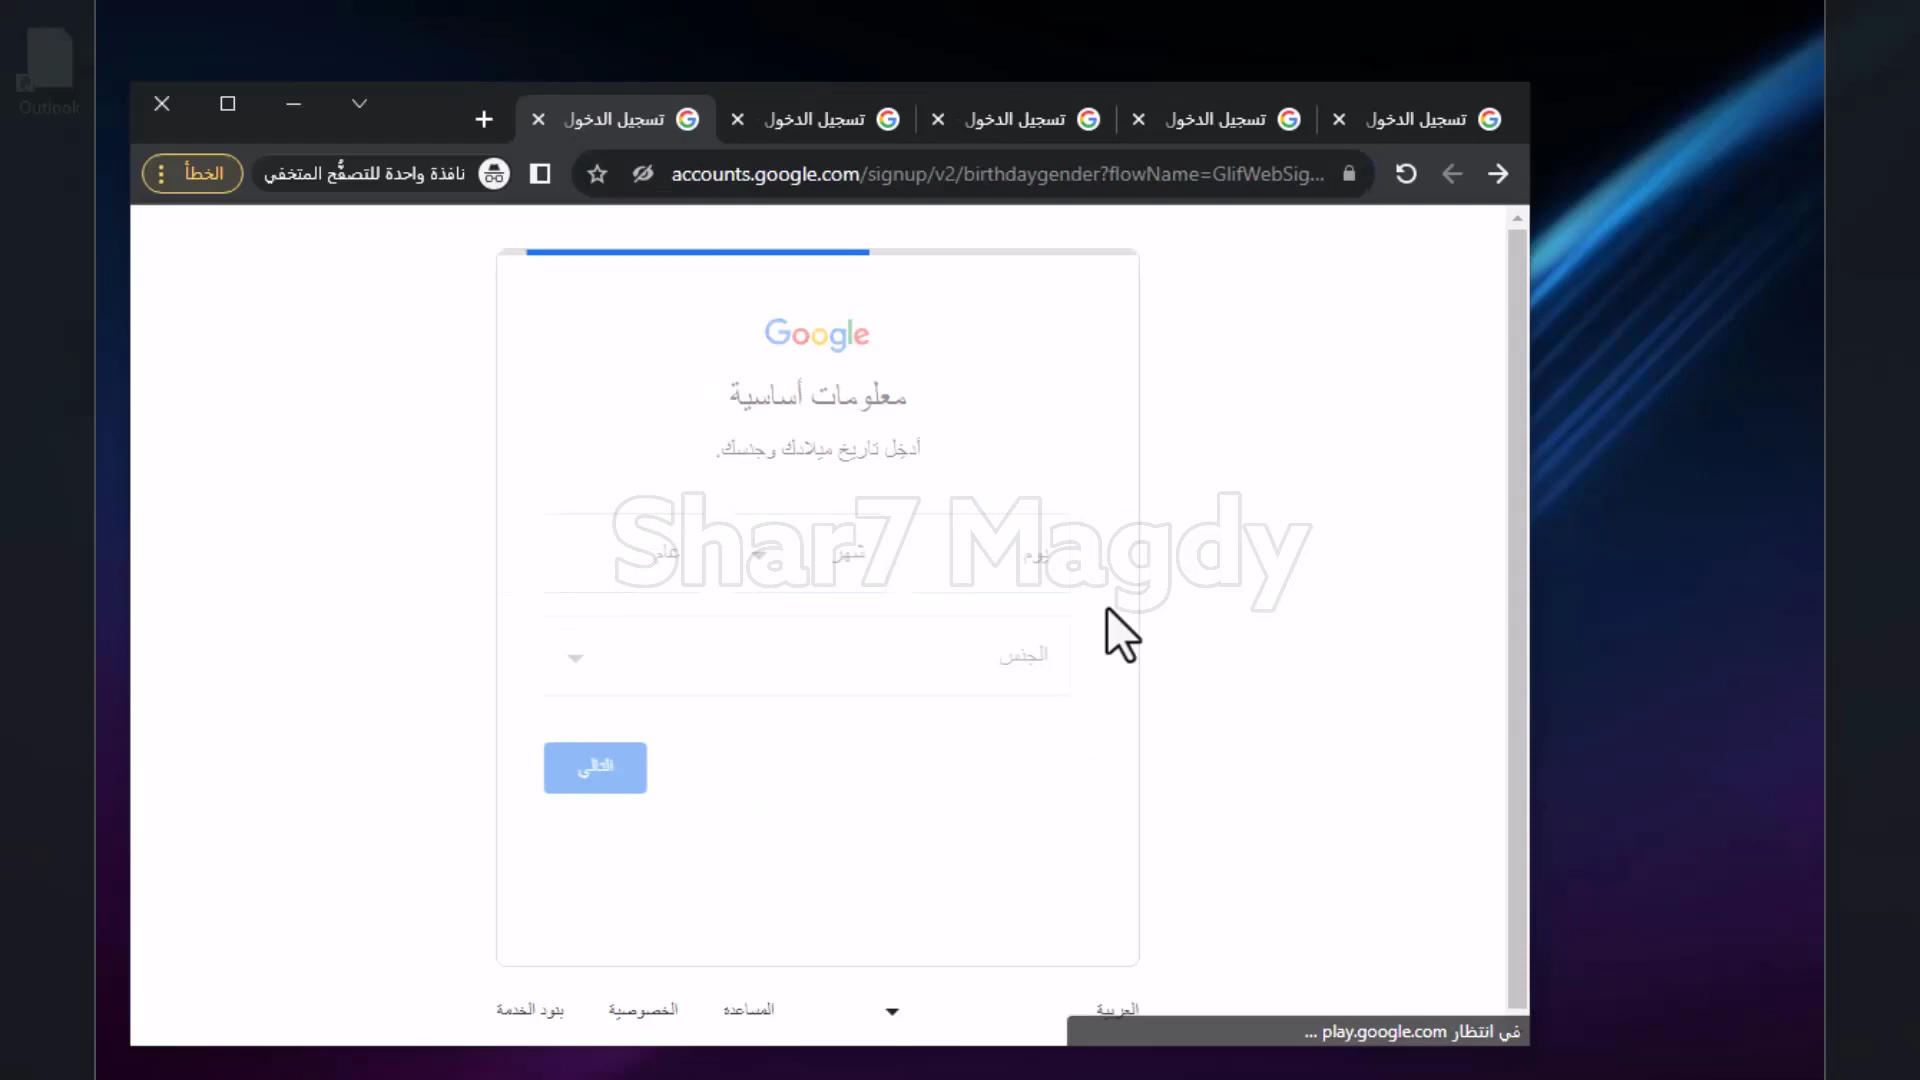 Outlook
تسجيل الدخول
تسجيل الدخول
تسجيل الدخول
تسجيل الدخول
تسجيل الدخول
accounts.google.com/signup/v2/birthdaygender?flowName=GlifWebSig...
نافذة واحدة للتصفُّح المتخفي
الخطأ
Google
معلومات أساسية
أدخِل تاريخ ميلادك وجنسك.
يوم
شهر
عام
Shar7 Magdy
الجنس
التالي
العربية
المساعدة
الخصوصية
بنود الخدمة
في انتظار play.google.com ...